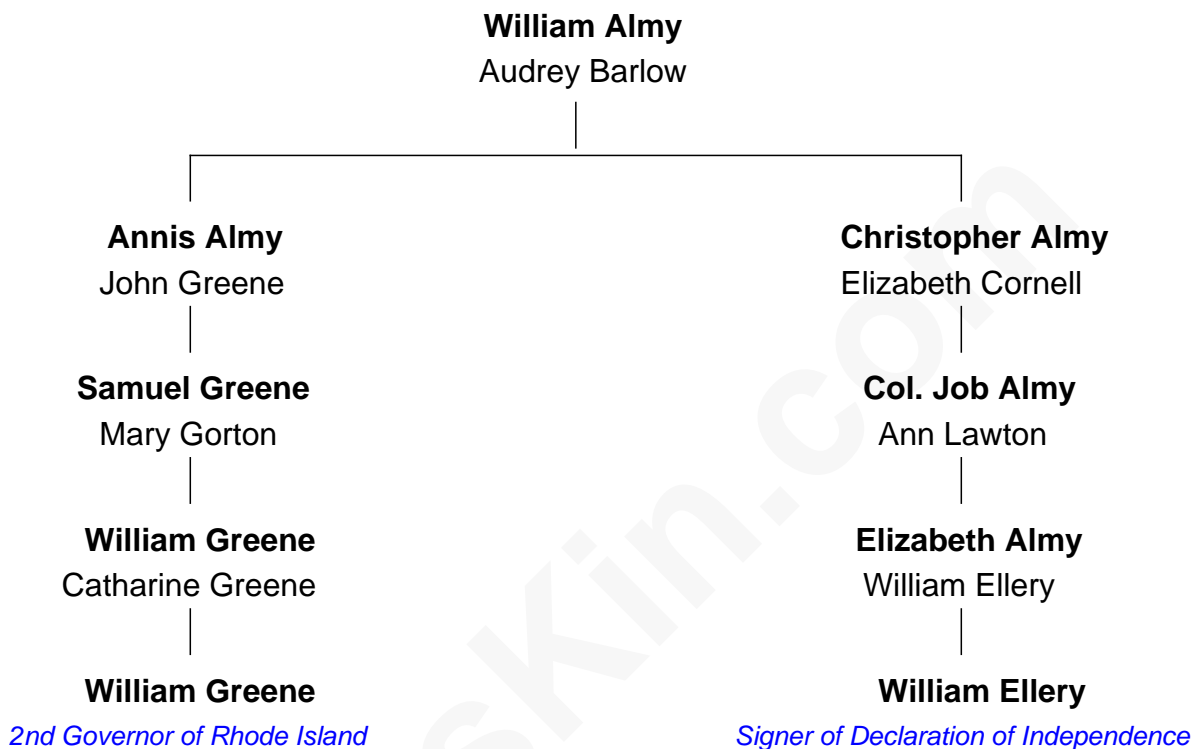 William Almy
Audrey Barlow
Annis Almy
John Greene
Christopher Almy
Elizabeth Cornell
Samuel Greene
Mary Gorton
Col. Job Almy
Ann Lawton
William Greene
Catharine Greene
Elizabeth Almy
William Ellery
William Greene
2nd Governor of Rhode Island
William Ellery
Signer of Declaration of Independence
sKin.com